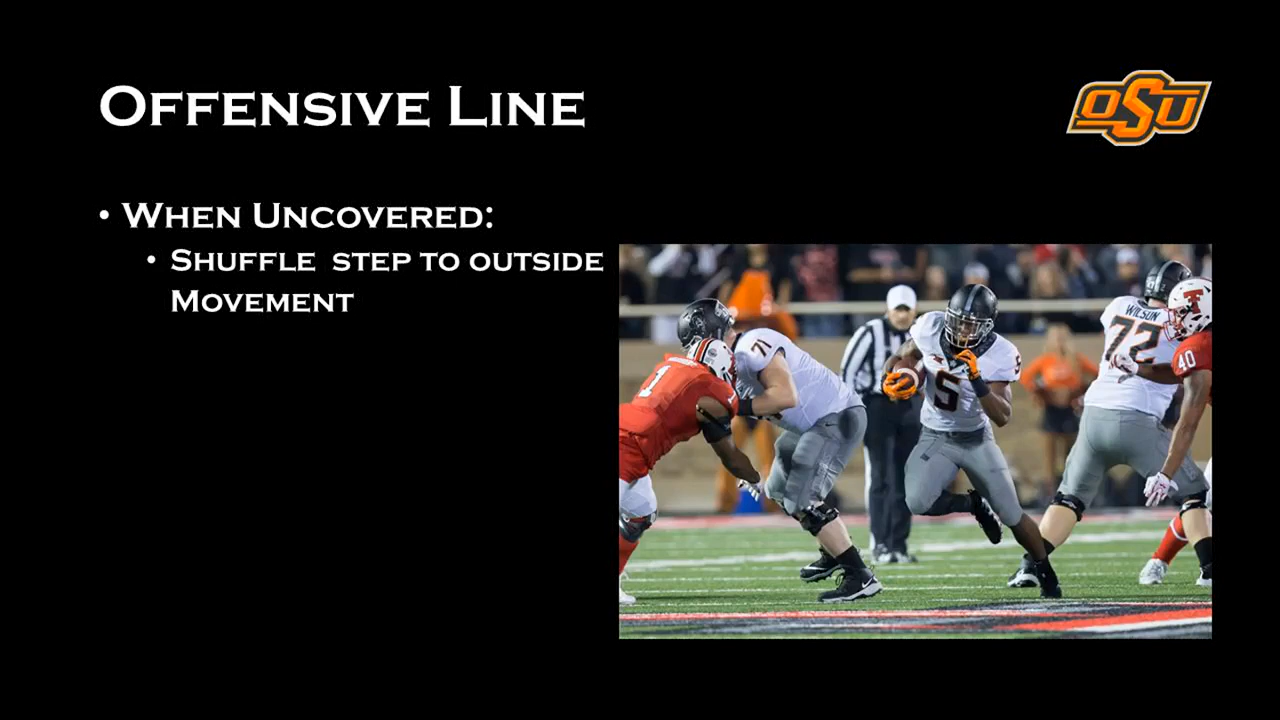 Offensive Line
OSU
• When Uncovered:
• Shuffle step to outside
Movement
1
71
5
WILSON
72
T
40